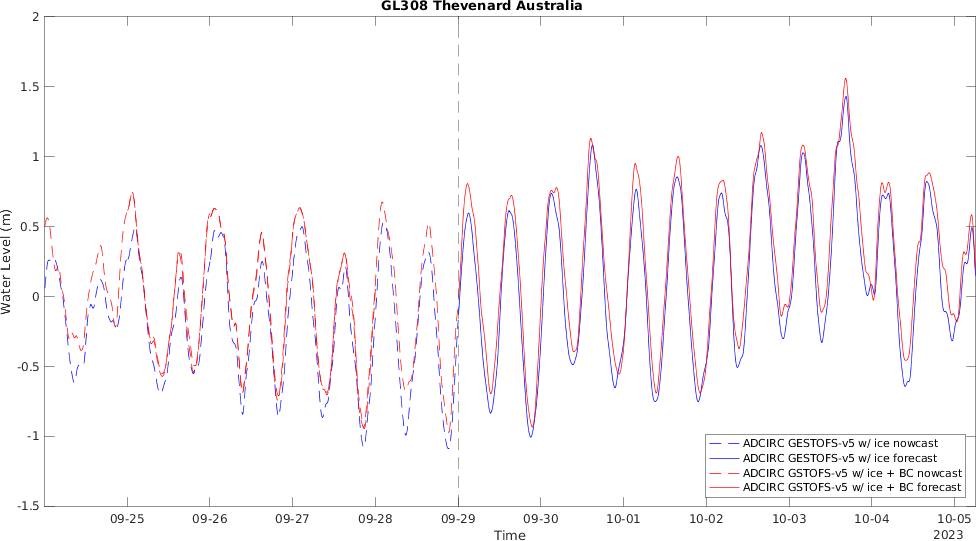 GL308 Thevenard Australia
2
1.5
1
0.5
0
-0.5
-1
-1.5
Water Level (m)
ADCIRC GESTOFS-v5 w/ ice nowcast
ADCIRC GESTOFS-v5 w/ ice forecast
ADCIRC GSTOFS-v5 w/ ice + BC nowcast
ADCIRC GSTOFS-v5 w/ ice + BC forecast
09-25 09-26 09-27 09-28 09-29 09-30 10-01 10-02 10-03 10-04 10-05
Time
2023